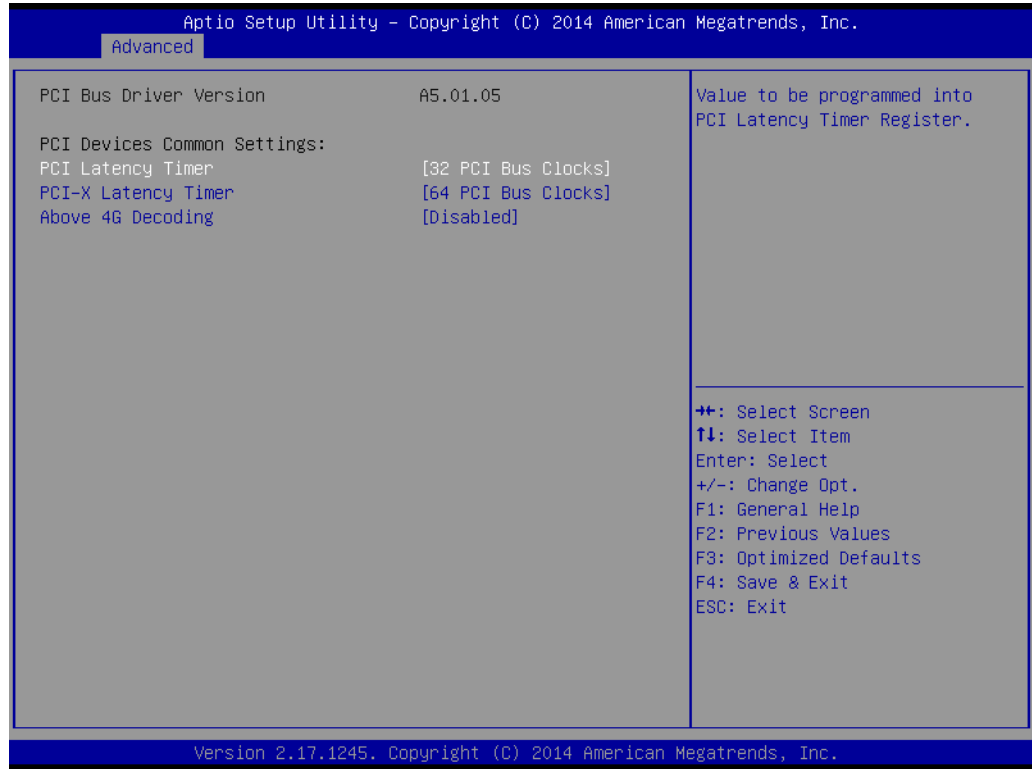 Aptio Setup Utility – Copyright (C) 2014 American Megatrends, Inc.
Advanced
PCI Bus Driver Version A5.01.05
PCI Devices Common Settings:
PCI Latency Timer [32 PCI Bus Clocks]
PCI-X Latency Timer [64 PCI Bus Clocks]
Above 4G Decoding [Disabled]
Value to be programmed into
PCI Latency Timer Register.
→←: Select Screen
↑↓: Select Item
Enter: Select
+/-: Change Opt.
F1: General Help
F2: Previous Values
F3: Optimized Defaults
F4: Save & Exit
ESC: Exit
Version 2.17.1245. Copyright (C) 2014 American Megatrends, Inc.